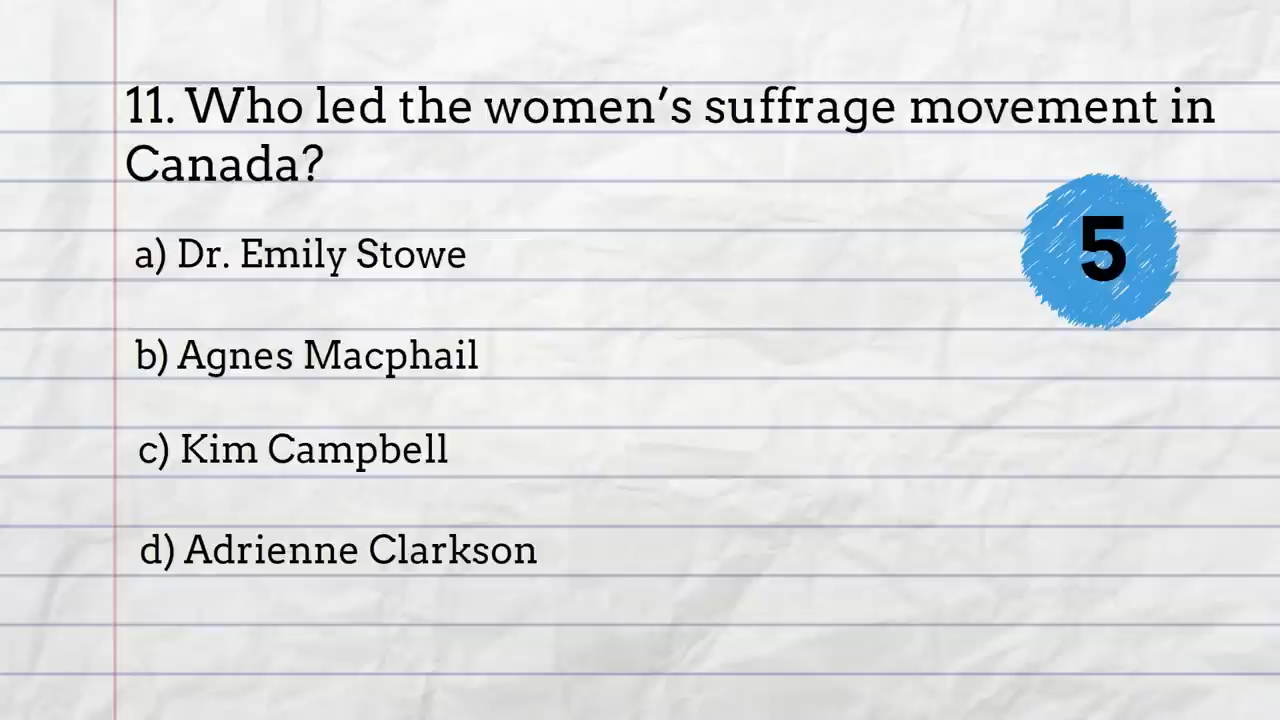 11. Who led the women’s suffrage movement in
Canada?
5
a) Dr. Emily Stowe
b) Agnes Macphail
c) Kim Campbell
d) Adrienne Clarkson